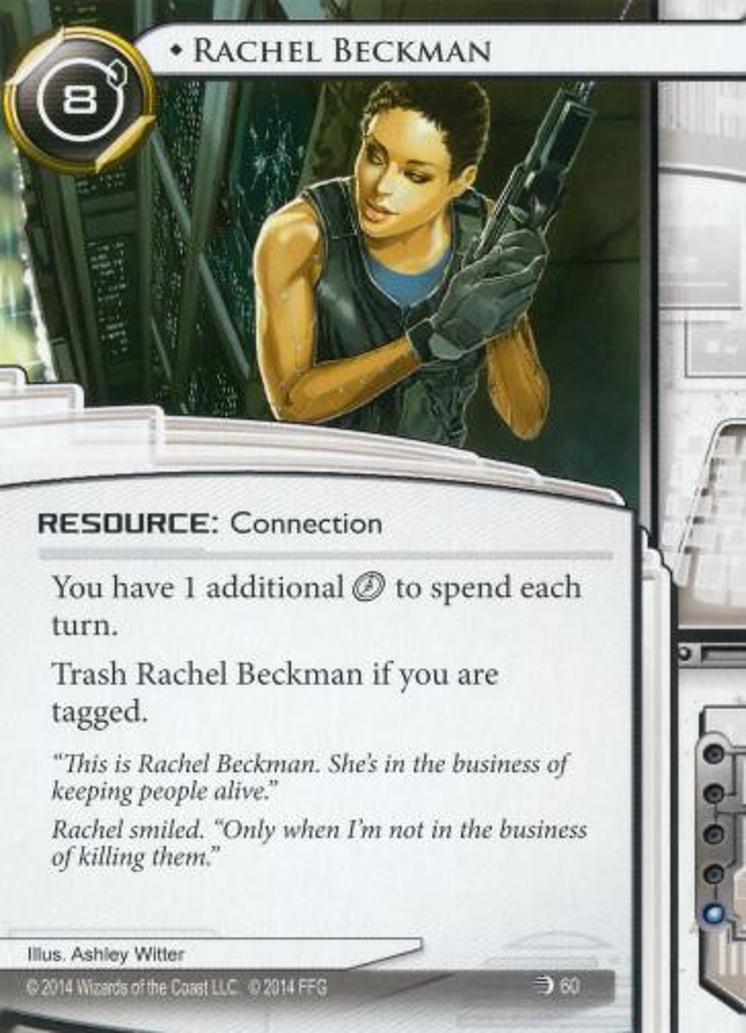 8
◆ RACHEL BECKMAN
RESOURCE: Connection
You have 1 additional to spend each
turn.
Trash Rachel Beckman if you are
tagged.
“This is Rachel Beckman. She’s in the business of
keeping people alive.”
Rachel smiled. “Only when I’m not in the business
of killing them.”
Illus. Ashley Witter
© 2014 Wizards of the Coast LLC. © 2014 FFG
60